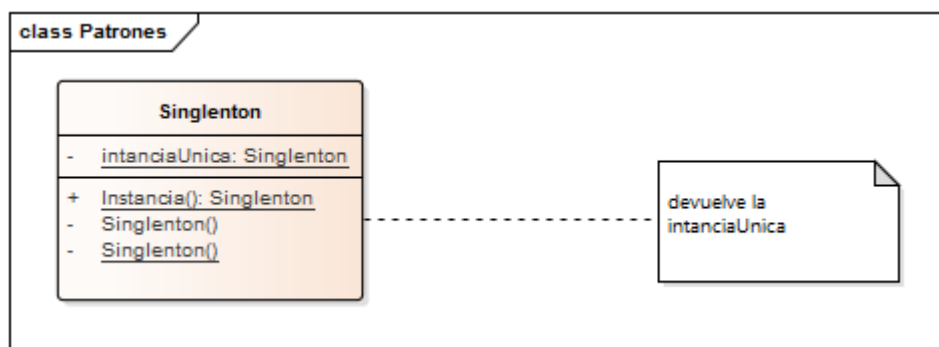 class Patrones
Singlenton
- intanciaUnica: Singlenton
+ Instancia(): Singlenton
- Singlenton()
- Singlenton()
devuelve la
intanciaUnica